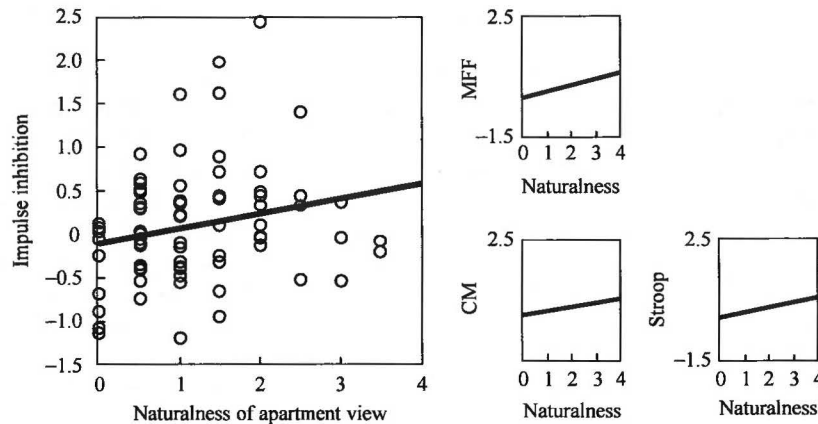 2.5
2.0
1.5
1.0
0.5
0
–0.5
–1.0
–1.5
Impulse inhibition
0 1 2 3 4
Naturalness of apartment view
2.5
MFF
–1.5
0 1 2 3 4
Naturalness
2.5
CM
0 1 2 3 4
Naturalness
2.5
Stroop
–1.5
0 1 2 3 4
Naturalness